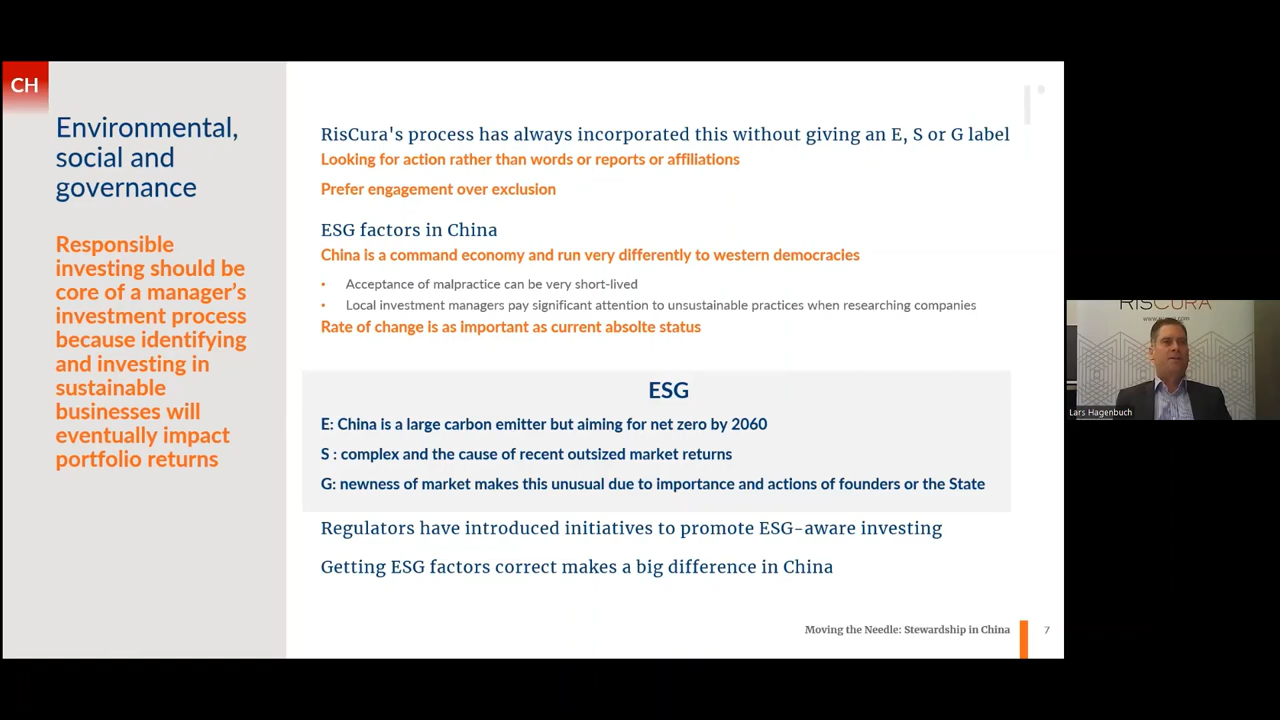 CH
Environmental,
social and
governance
Responsible
investing should be
core of a manager's
investment process
because identifying
and investing in
sustainable
businesses will
eventually impact
portfolio returns
RisCura's process has always incorporated this without giving an E, S or G label
Looking for action rather than words or reports or affiliations
Prefer engagement over exclusion
ESG factors in China
China is a command economy and run very differently to western democracies
• Acceptance of malpractice can be very short-lived
• Local investment managers pay significant attention to unsustainable practices when researching companies
Rate of change is as important as current absolte status
ESG
E: China is a large carbon emitter but aiming for net zero by 2060
S : complex and the cause of recent outsized market returns
G: newness of market makes this unusual due to importance and actions of founders or the State
Regulators have introduced initiatives to promote ESG-aware investing
Getting ESG factors correct makes a big difference in China
Moving the Needle: Stewardship in China 7
RISCURA
Lars Hagenbuch